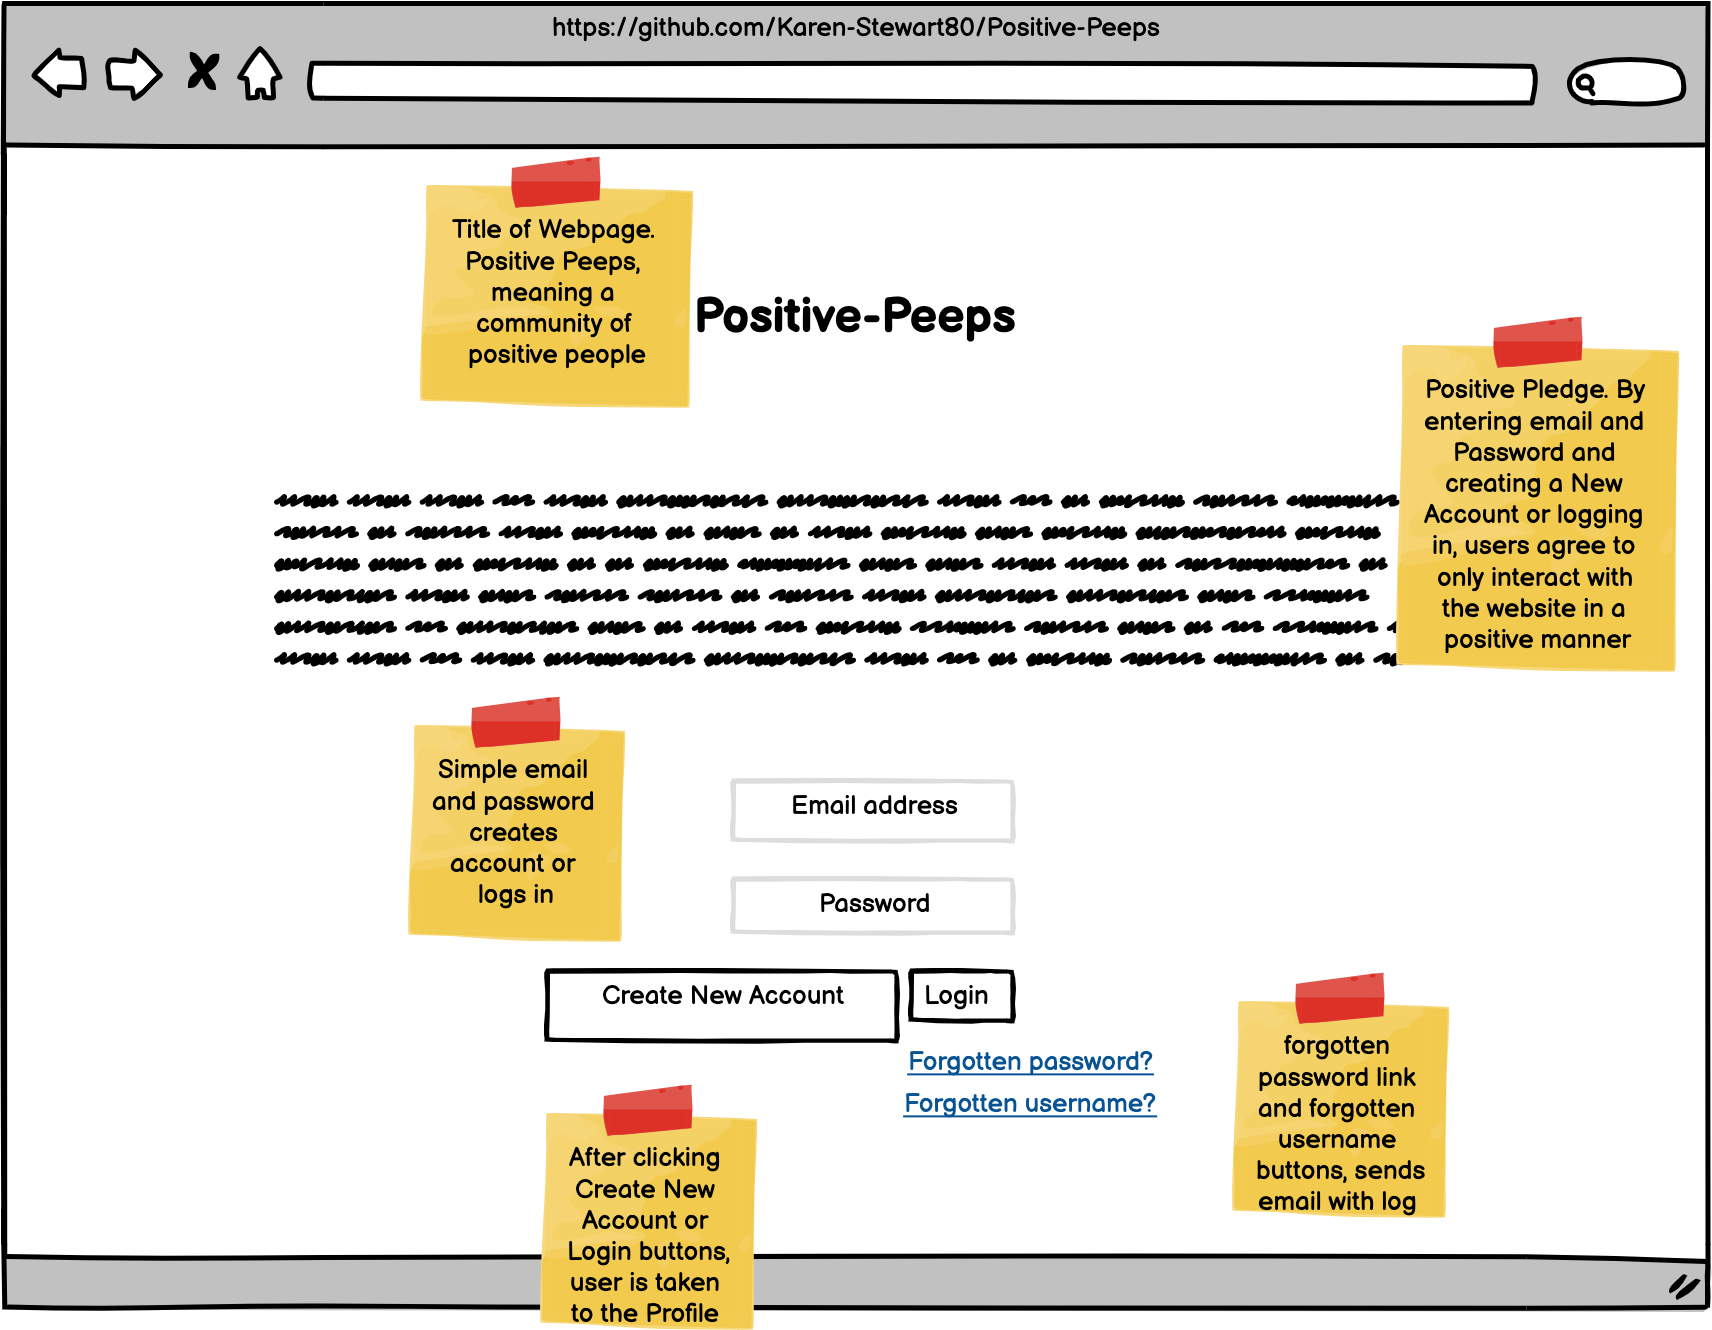 https://github.com/Karen-Stewart80/Positive-Peeps
Title of Webpage.
Positive Peeps,
meaning a
community of
positive people
Positive-Peeps
Positive Pledge. By
entering email and
Password and
creating a New
Account or logging
in, users agree to
only interact with
the website in a
positive manner
Simple email
and password
creates
account or
logs in
Email address
Password
Create New Account
Login
Forgotten password?
Forgotten username?
forgotten
password link
and forgotten
username
buttons, sends
email with log
After clicking
Create New
Account or
Login buttons,
user is taken
to the Profile